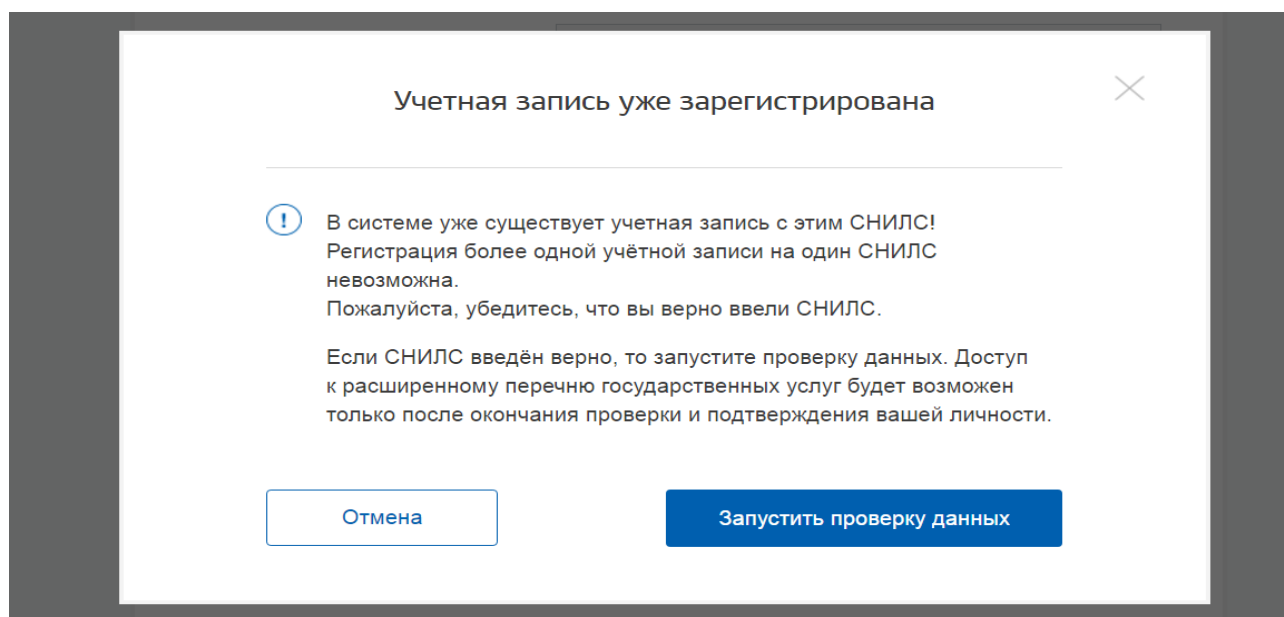 Учетная запись уже зарегистрирована
В системе уже существует учетная запись с этим СНИЛС!
Регистрация более одной учётной записи на один СНИЛС
невозможна.
Пожалуйста, убедитесь, что вы верно ввели СНИЛС.
Если СНИЛС введён верно, то запустите проверку данных. Доступ
к расширенному перечню государственных услуг будет возможен
только после окончания проверки и подтверждения вашей личности.
Отмена
Запустить проверку данных